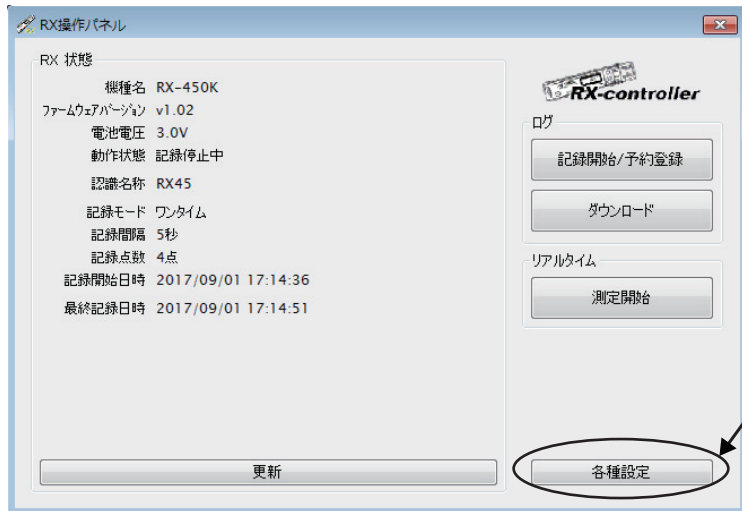 RX操作パネル
RX 状態
機種名 RX-450K
ファームウェアバージョン v1.02
電池電圧 3.0V
動作状態 記録停止中
認識名称 RX45
記録モード ワンタイム
記録間隔 5秒
記録点数 4点
記録開始日時 2017/09/01 17:14:36
最終記録日時 2017/09/01 17:14:51
更新
RX-controller
ログ
記録開始/予約登録
ダウンロード
リアルタイム
測定開始
各種設定